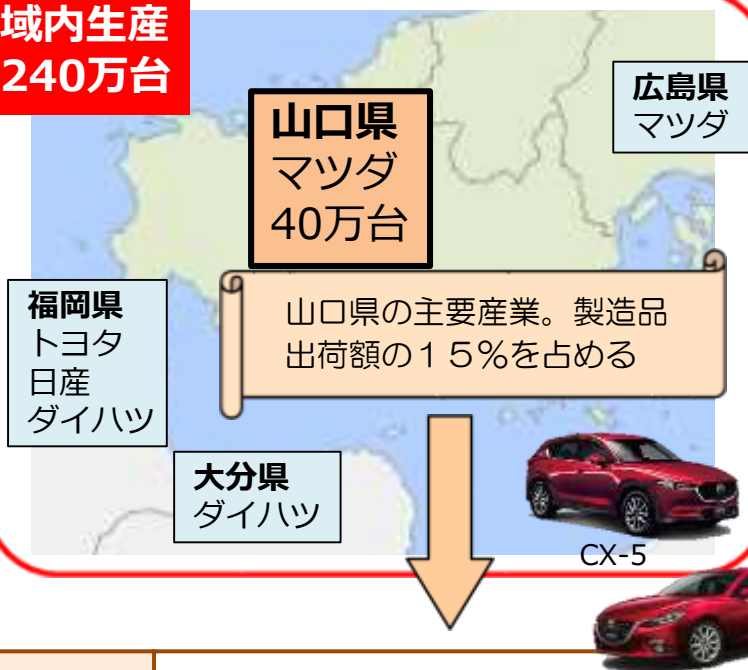 域内生産
240万台
山口県
マツダ
40万台
広島県
マツダ
山口県の主要産業。製造品
出荷額の１５％を占める
福岡県
トヨタ
日産
ダイハツ
大分県
ダイハツ
CX-5